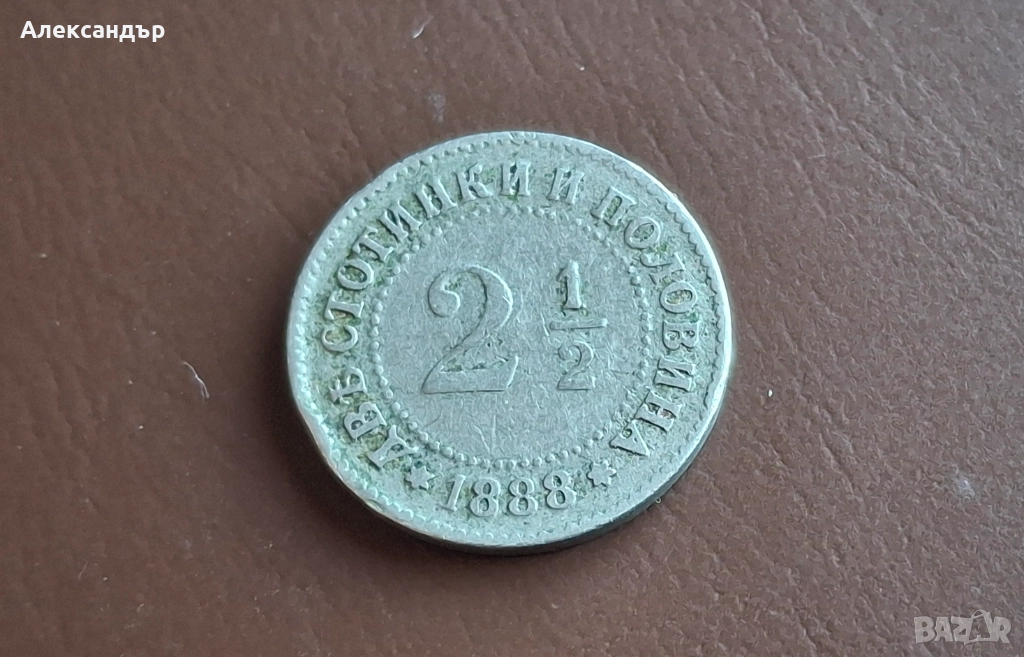 Александър
ДВѢ СТОТИНКИ И ПОЛОВИНА
2 1/2
* 1888 *
BAZAR